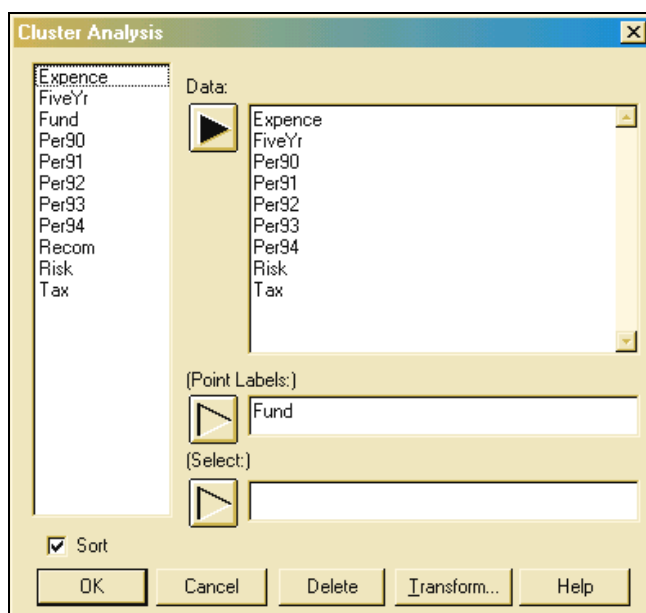 Cluster Analysis
Expence
FiveYr
Fund
Per90
Per91
Per92
Per93
Per94
Recom
Risk
Tax
Data:
Expence
FiveYr
Per90
Per91
Per92
Per93
Per94
Risk
Tax
(Point Labels:)
Fund
(Select:)
Sort
OK
Cancel
Delete
Transform...
Help